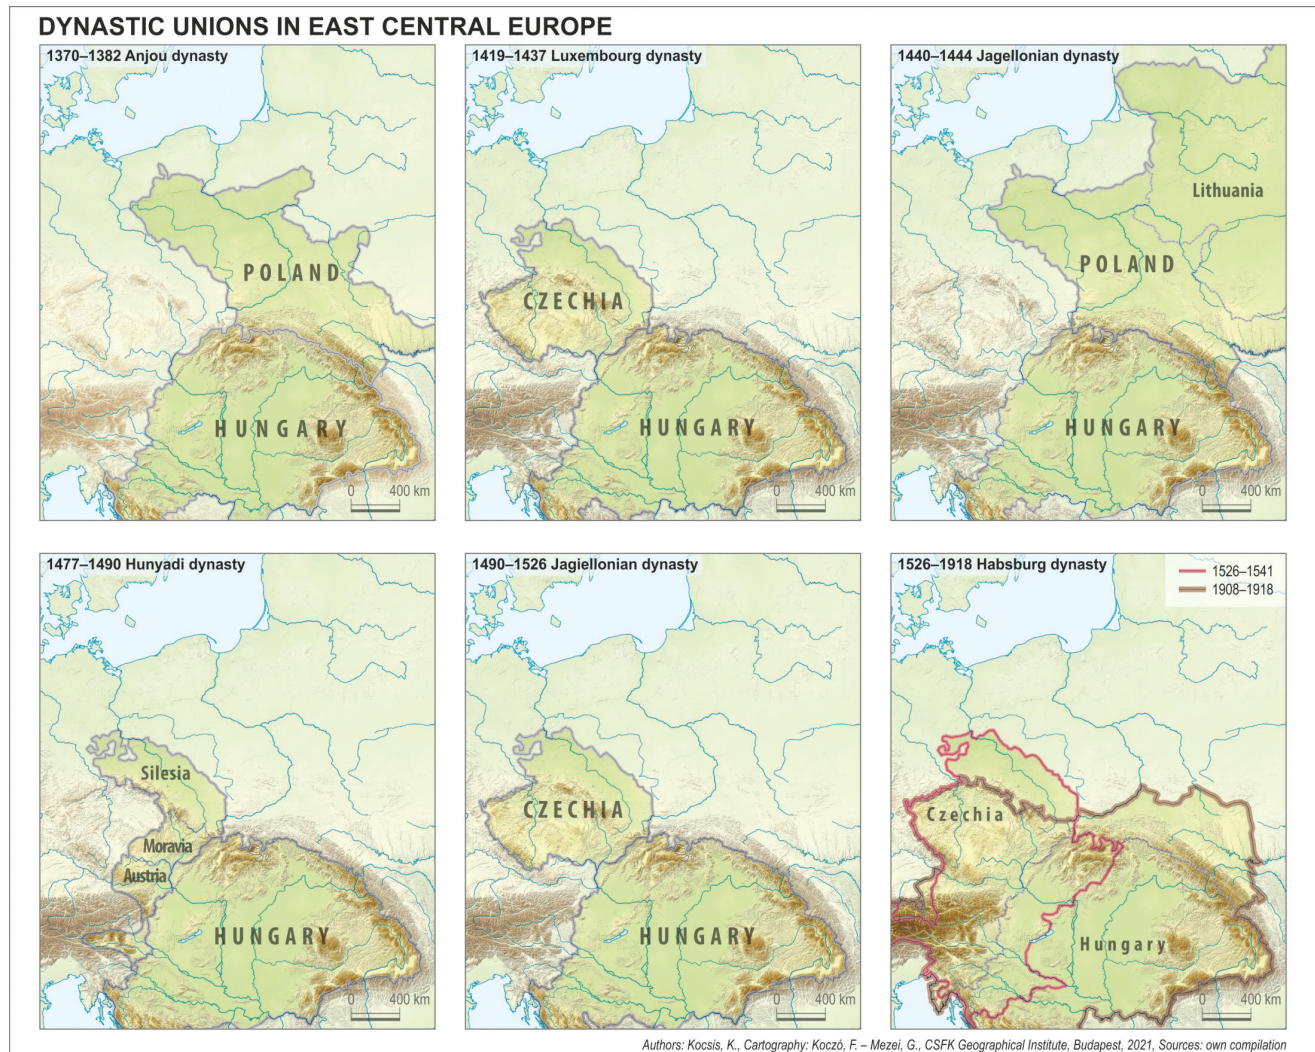 DYNASTIC UNIONS IN EAST CENTRAL EUROPE
1370–1382 Anjou dynasty
POLAND
HUNGARY
0 400 km
1419–1437 Luxembourg dynasty
CZECHIA
HUNGARY
0 400 km
1440–1444 Jagellonian dynasty
Lithuania
POLAND
HUNGARY
0 400 km
1477–1490 Hunyadi dynasty
Silesia
Moravia
Austria
HUNGARY
0 400 km
1490–1526 Jagiellonian dynasty
CZECHIA
HUNGARY
0 400 km
1526–1918 Habsburg dynasty
1526–1541
1908–1918
Czechia
Hungary
0 400 km
Authors: Kocsis, K., Cartography: Koczó, F. – Mezei, G., CSFK Geographical Institute, Budapest, 2021, Sources: own compilation